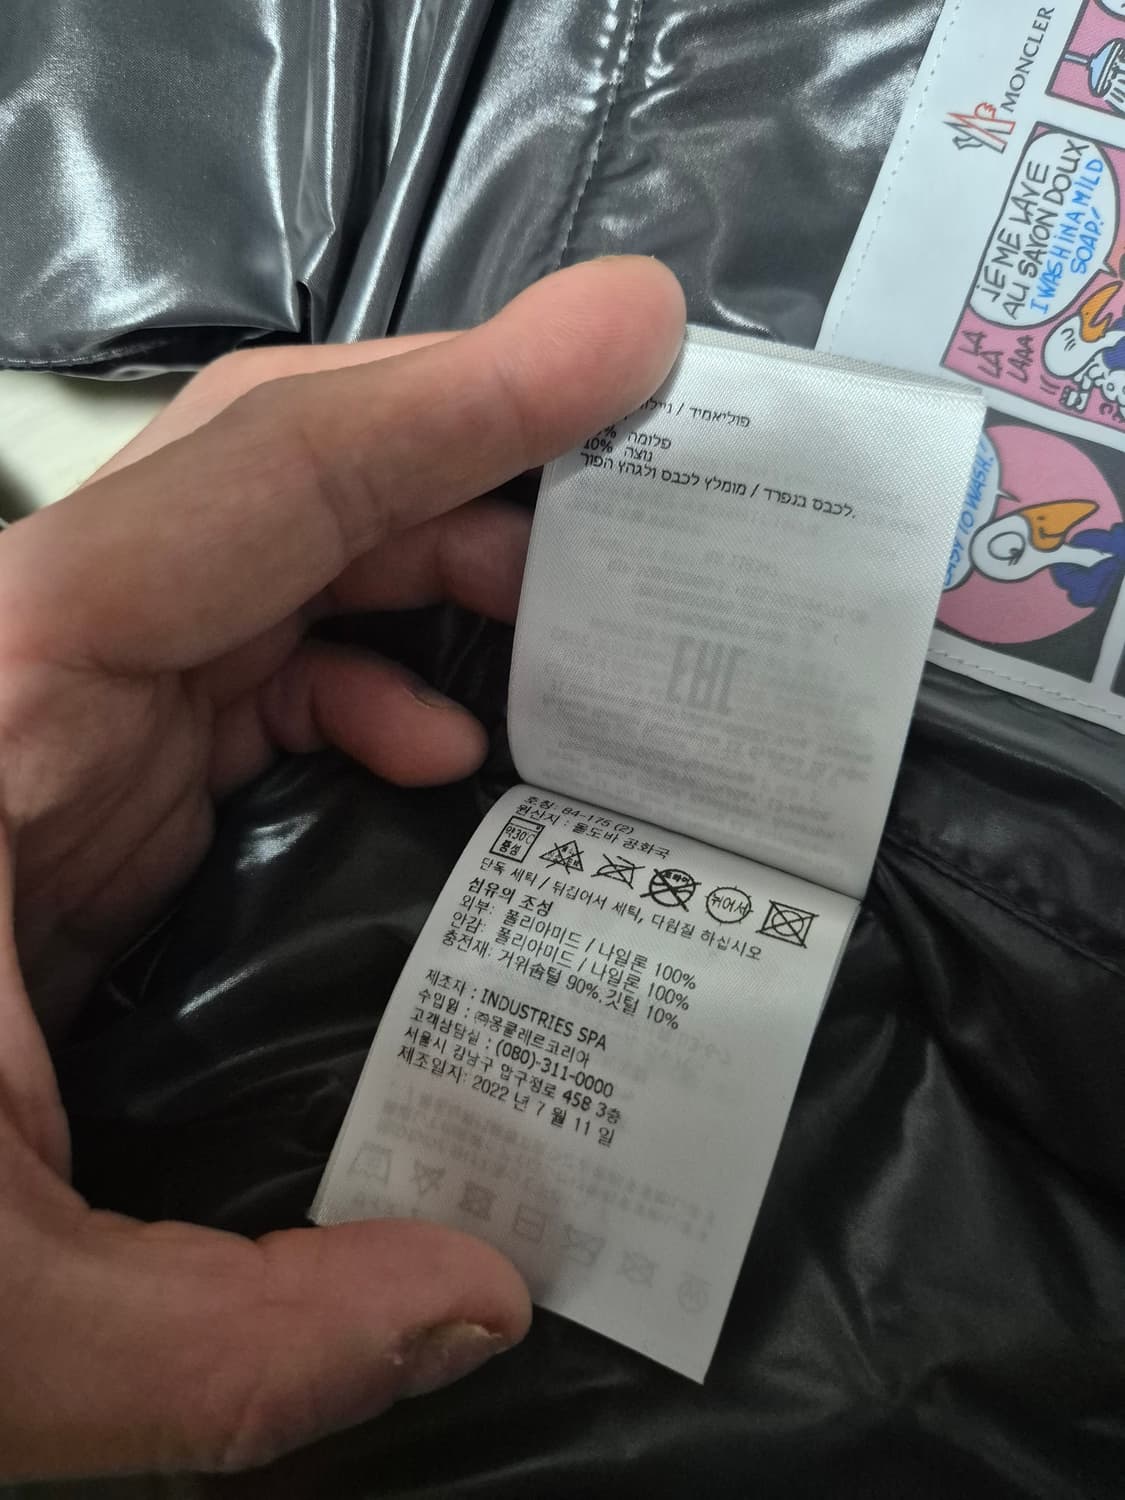 MONCLER
JE ME LAVE
AU SAVON DOUX
I WASH IN A MILD
SOAP!
LA
LA
LAAA
EASY TO WASH,
פוליאמיד / ניילון
פלומה %
10% נוצה
לכבס בנפרד / מומלץ לכבס ולגהץ הפוך.
호칭: 84-175 (2)
원산지 : 몰도바 공화국
약30℃
중성
드라이
뉘어서
단독 세탁 / 뒤집어서 세탁, 다림질 하십시오
섬유의 조성
외부: 폴리아미드 / 나일론 100%
안감: 폴리아미드 / 나일론 100%
충전재: 거위솜털 90%.깃털 10%
제조자 : INDUSTRIES SPA
수입원 : ㈜몽클레르코리아
고객상담실 : (080)-311-0000
서울시 강남구 압구정로 458 3층
제조일자: 2022 년 7 월 11 일